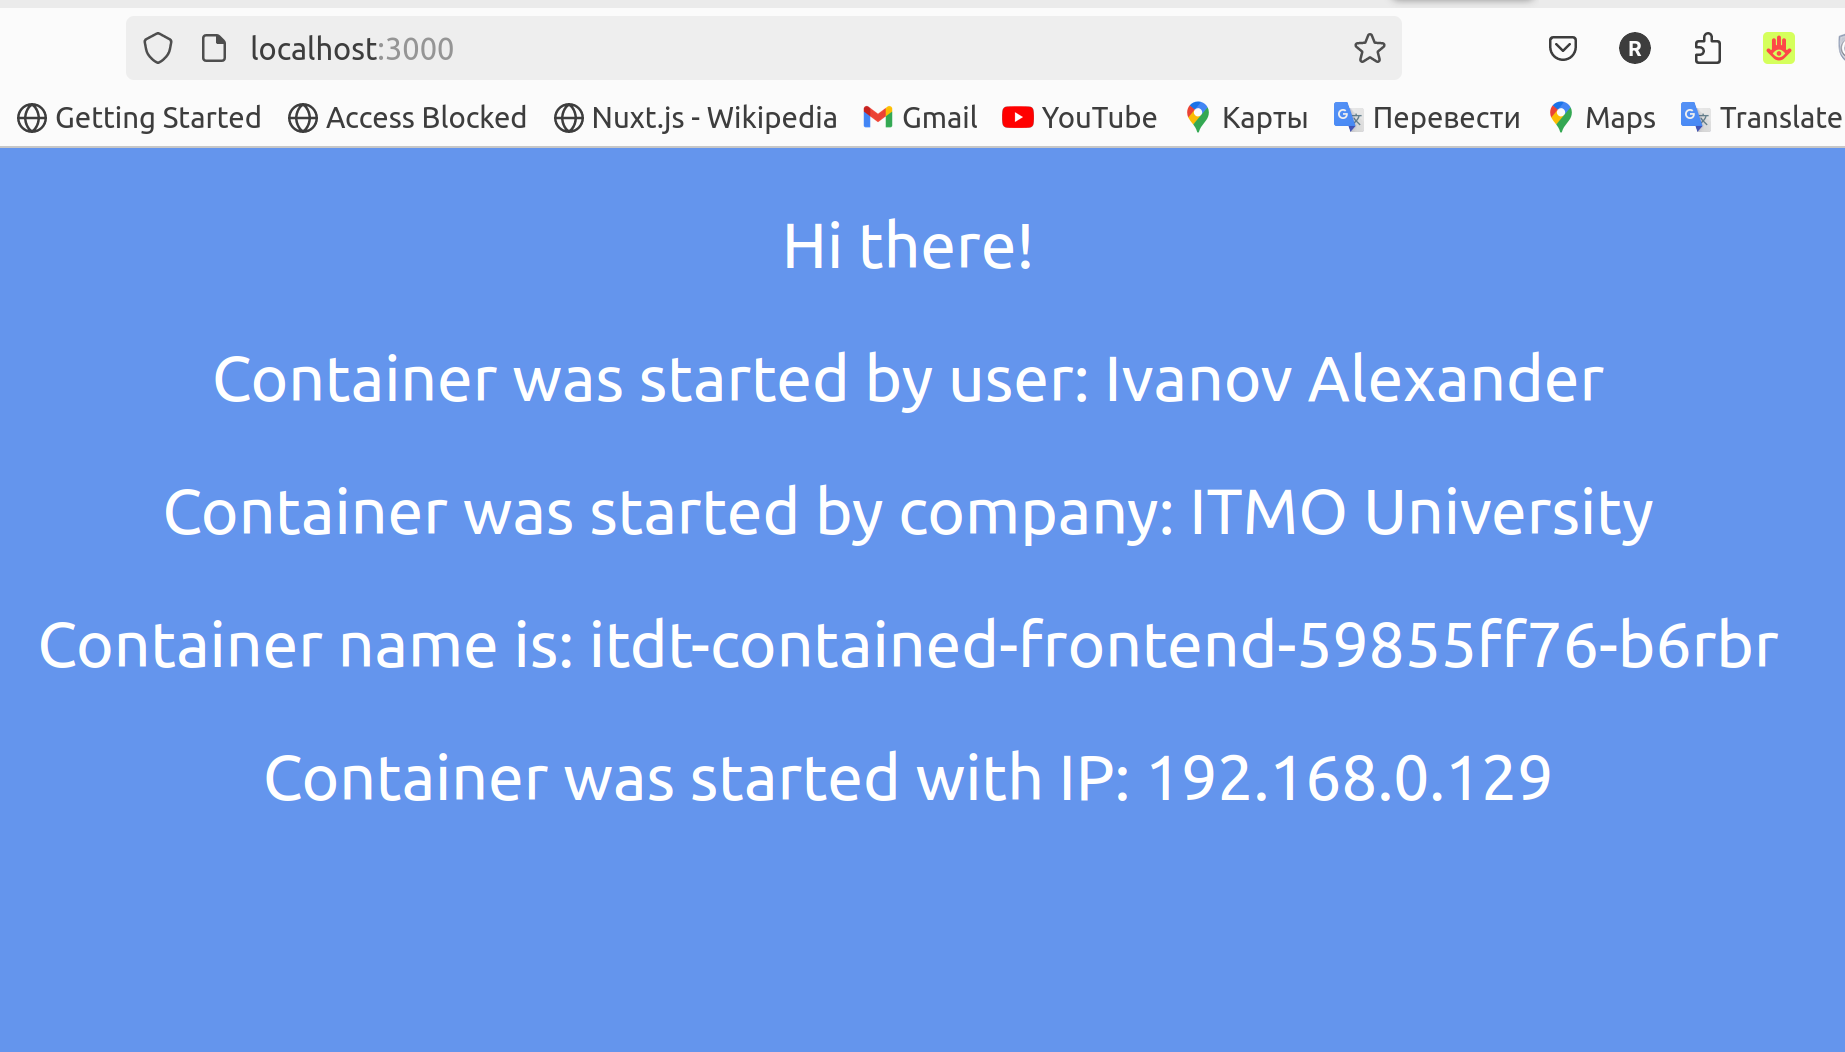 localhost:3000
R
Getting Started Access Blocked Nuxt.js - Wikipedia Gmail YouTube Карты Перевести Maps Translate
Hi there!
Container was started by user: Ivanov Alexander
Container was started by company: ITMO University
Container name is: itdt-contained-frontend-59855ff76-b6rbr
Container was started with IP: 192.168.0.129